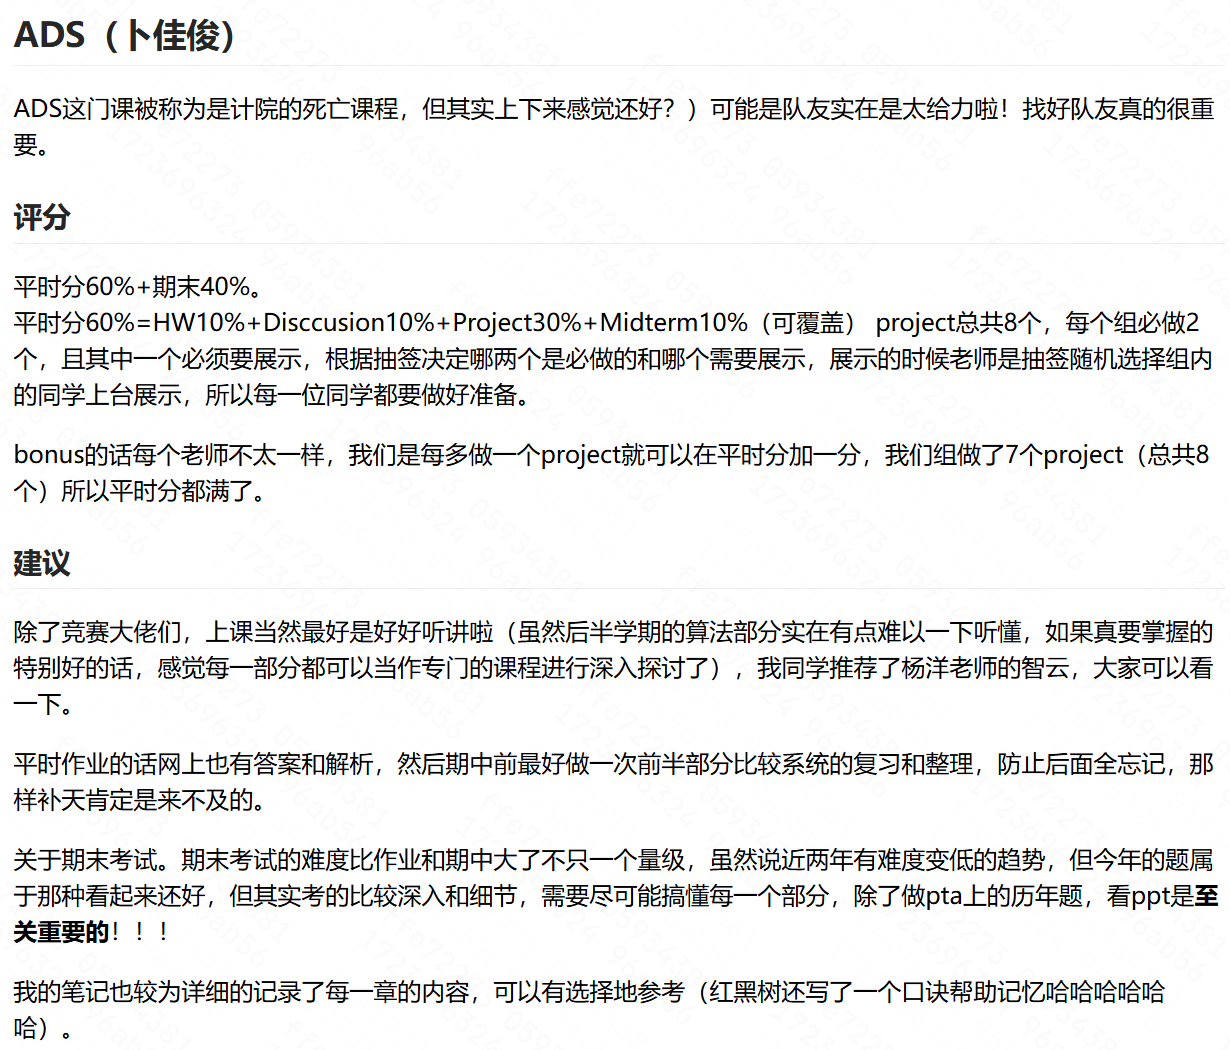 ADS（卜佳俊）
ADS这门课被称为是计院的死亡课程，但其实上下来感觉还好？）可能是队友实在是太给力啦！找好队友真的很重
要。
评分
平时分60%+期末40%。
平时分60%=HW10%+Disccusion10%+Project30%+Midterm10%（可覆盖） project总共8个，每个组必做2
个，且其中一个必须要展示，根据抽签决定哪两个是必做的和哪个需要展示，展示的时候老师是抽签随机选择组内
的同学上台展示，所以每一位同学都要做好准备。
bonus的话每个老师不太一样，我们是每多做一个project就可以在平时分加一分，我们组做了7个project（总共8
个）所以平时分都满了。
建议
除了竞赛大佬们，上课当然最好是好好听讲啦（虽然后半学期的算法部分实在有点难以一下听懂，如果真要掌握的
特别好的话，感觉每一部分都可以当作专门的课程进行深入探讨了），我同学推荐了杨洋老师的智云，大家可以看
一下。
平时作业的话网上也有答案和解析，然后期中前最好做一次前半部分比较系统的复习和整理，防止后面全忘记，那
样补天肯定是来不及的。
关于期末考试。期末考试的难度比作业和期中大了不只一个量级，虽然说近两年有难度变低的趋势，但今年的题属
于那种看起来还好，但其实考的比较深入和细节，需要尽可能搞懂每一个部分，除了做pta上的历年题，看ppt是至
关重要的！！！
我的笔记也较为详细的记录了每一章的内容，可以有选择地参考（红黑树还写了一个口诀帮助记忆哈哈哈哈哈
哈）。